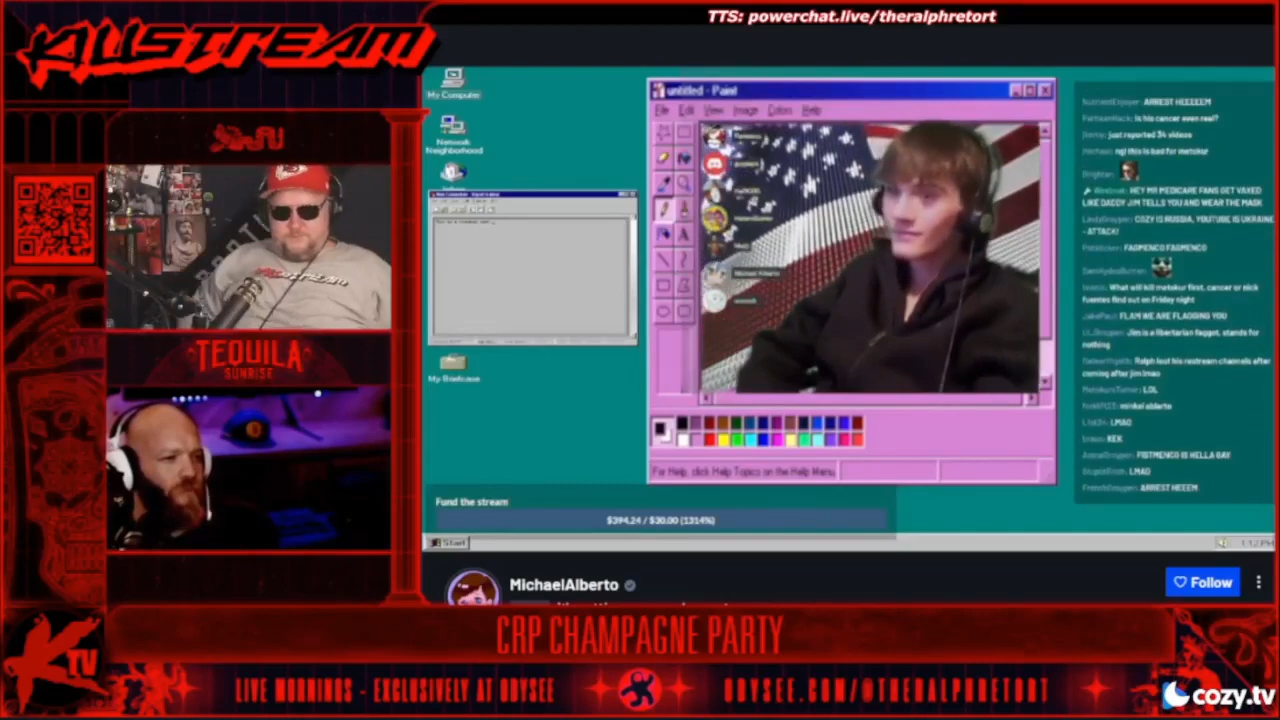 TTS: powerchat.live/theralphretort
KILLSTREAM
My Computer
Network
Neighborhood
My Briefcase
untitled - Paint
File Edit View Image Colors Help
Michael Alberto
For Help, click Help Topics on the Help Menu.
ARREST HEEEEEM
Is his cancer even real?
just reported 34 videos
ngl this is bad for metokur
Brighter:
HEY MR MEDICARE FANS GET VAXED
LIKE DADDY JIM TELLS YOU AND WEAR THE MASK
COZY IS RUSSIA, YOUTUBE IS UKRAINE
- ATTACK!
FAGMENCO FAGMENCO
What will kill metokur first, cancer or nick
fuentes find out on Friday night
FLAM WE ARE FLAGGING YOU
Jim is a libertarian faggot, stands for
nothing
Ralph lost his restream channels after
coming after jim lmao
LOL
minkel alberto
LMAO
KEK
FISTMENCO IS HELLA GAY
LMAO
ARREST HEEEM
TEQUILA
SUNRISE
Fund the stream
$394.24 / $30.00 (1314%)
Start
MichaelAlberto
Follow
CRP CHAMPAGNE PARTY
K TV
LIVE MORNINGS - EXCLUSIVELY AT ODYSEE
ODYSEE.COM/@THERALPHRETORT
cozy.tv